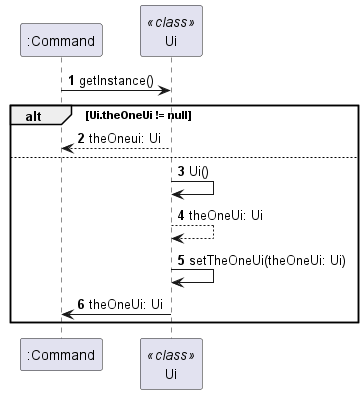 :Command
«class»
Ui
1 getInstance()
alt [Ui.theOneUi != null]
2 theOneui: Ui
3 Ui()
4 theOneUi: Ui
5 setTheOneUi(theOneUi: Ui)
6 theOneUi: Ui
:Command
«class»
Ui